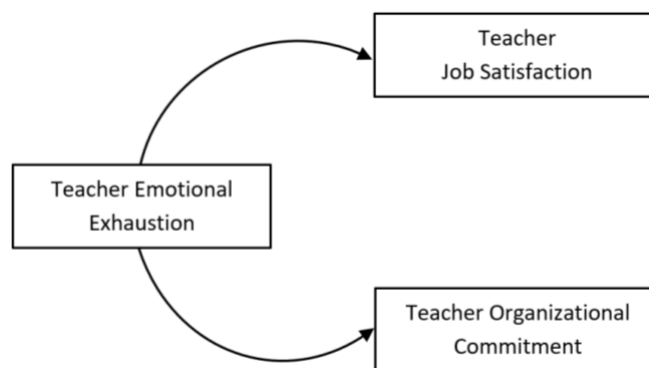 Teacher
Job Satisfaction
Teacher Emotional
Exhaustion
Teacher Organizational
Commitment